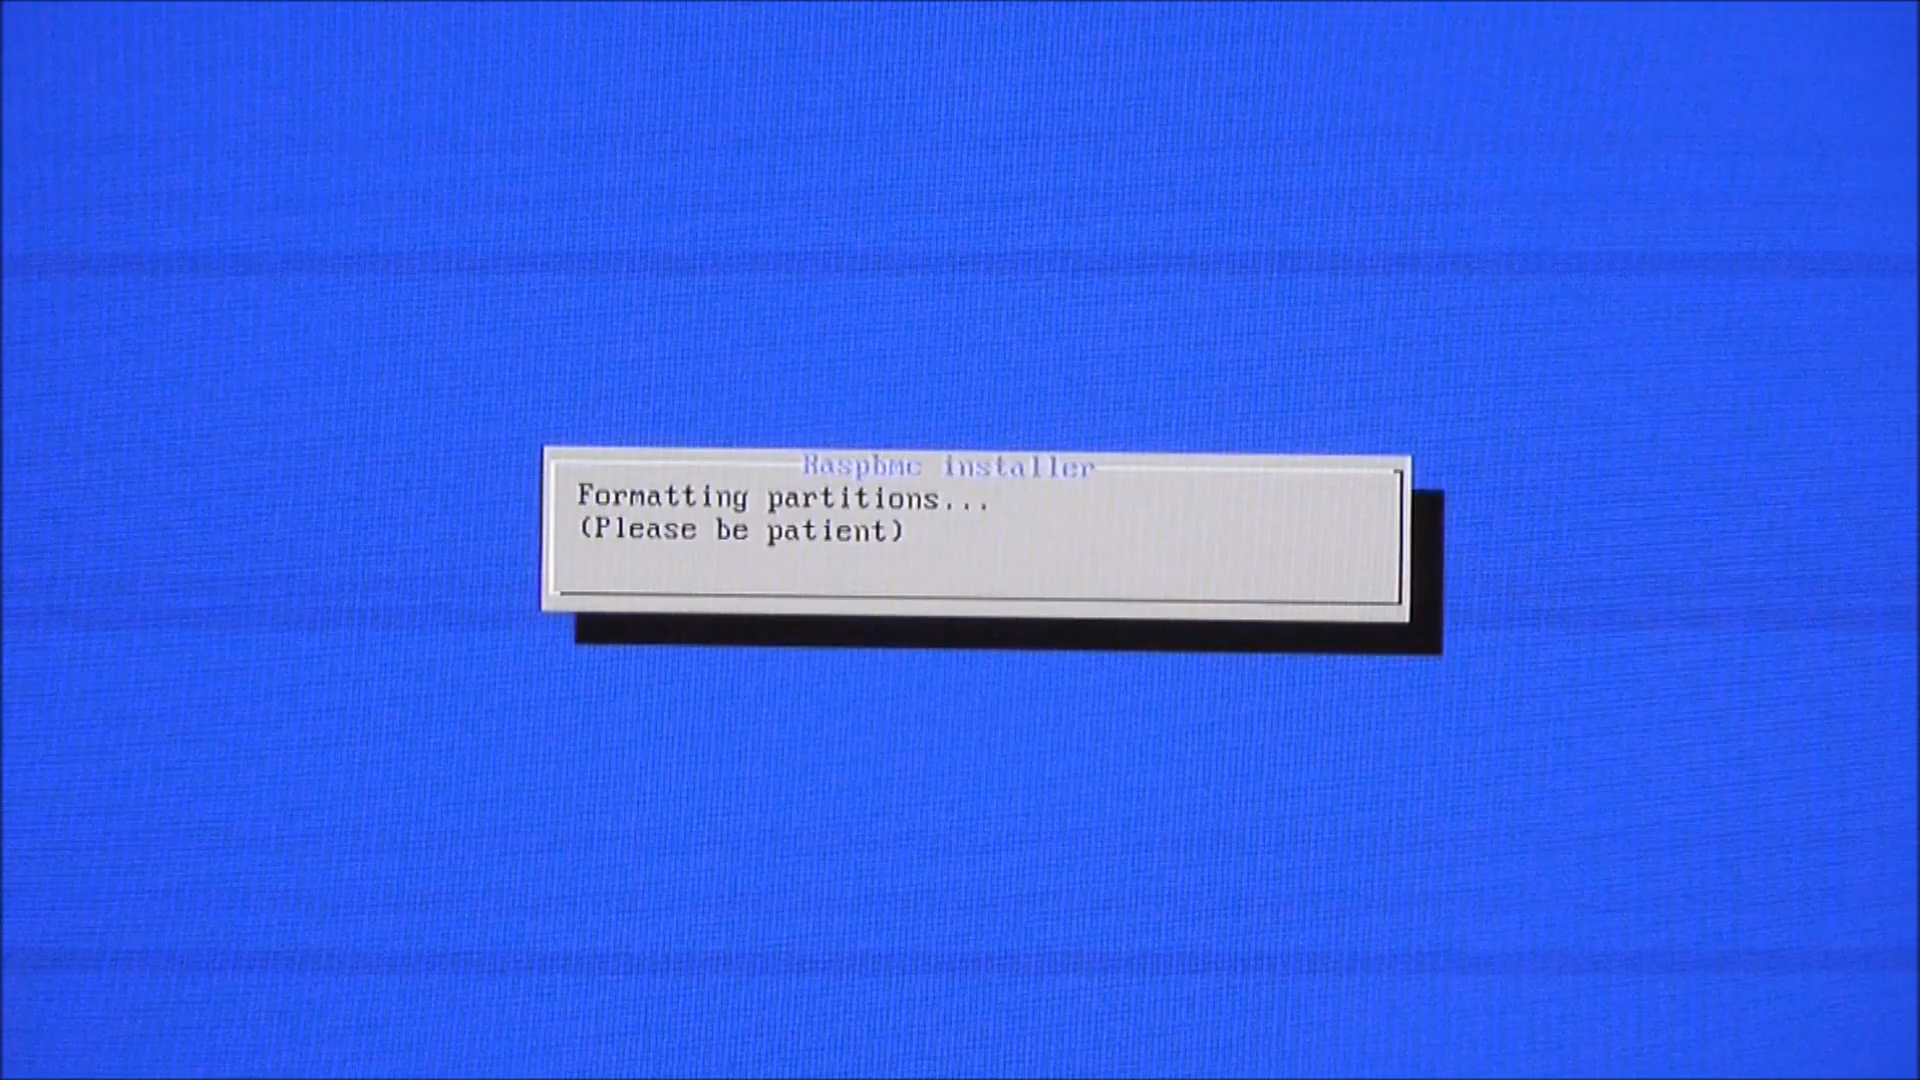 Raspbmc installer
Formatting partitions...
(Please be patient)